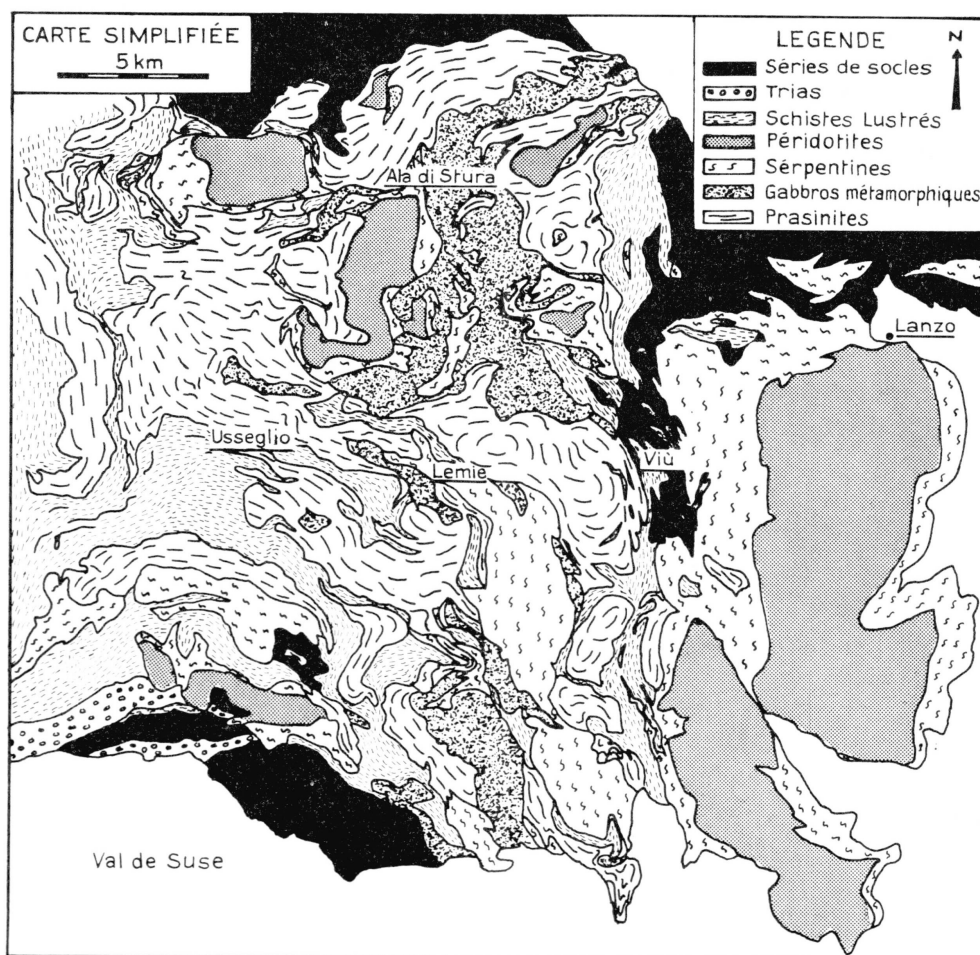 CARTE SIMPLIFIÉE
5 km
LEGENDE
N
Séries de socles
Trias
Schistes Lustrés
Péridotites
Sérpentines
Gabbros métamorphiques
Prasinites
Ala di Stura
Lanzo
Usseglio
Lemie
Viù
Val de Suse